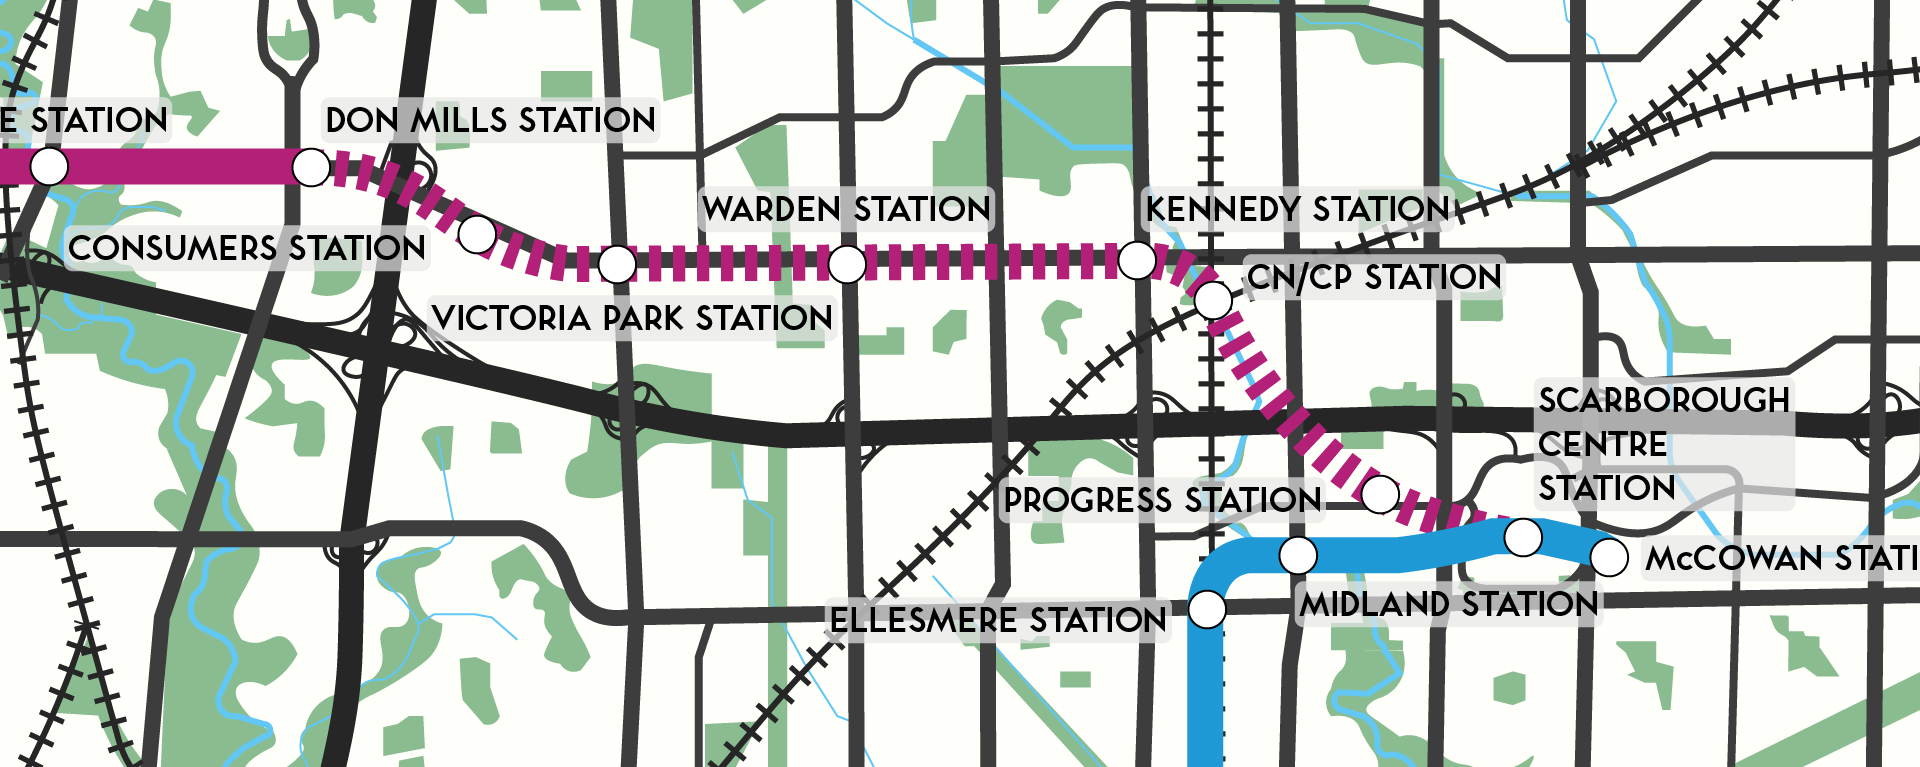 E STATION
DON MILLS STATION
WARDEN STATION
KENNEDY STATION
CONSUMERS STATION
CN/CP STATION
VICTORIA PARK STATION
SCARBOROUGH
CENTRE
STATION
PROGRESS STATION
McCOWAN STATI
MIDLAND STATION
ELLESMERE STATION